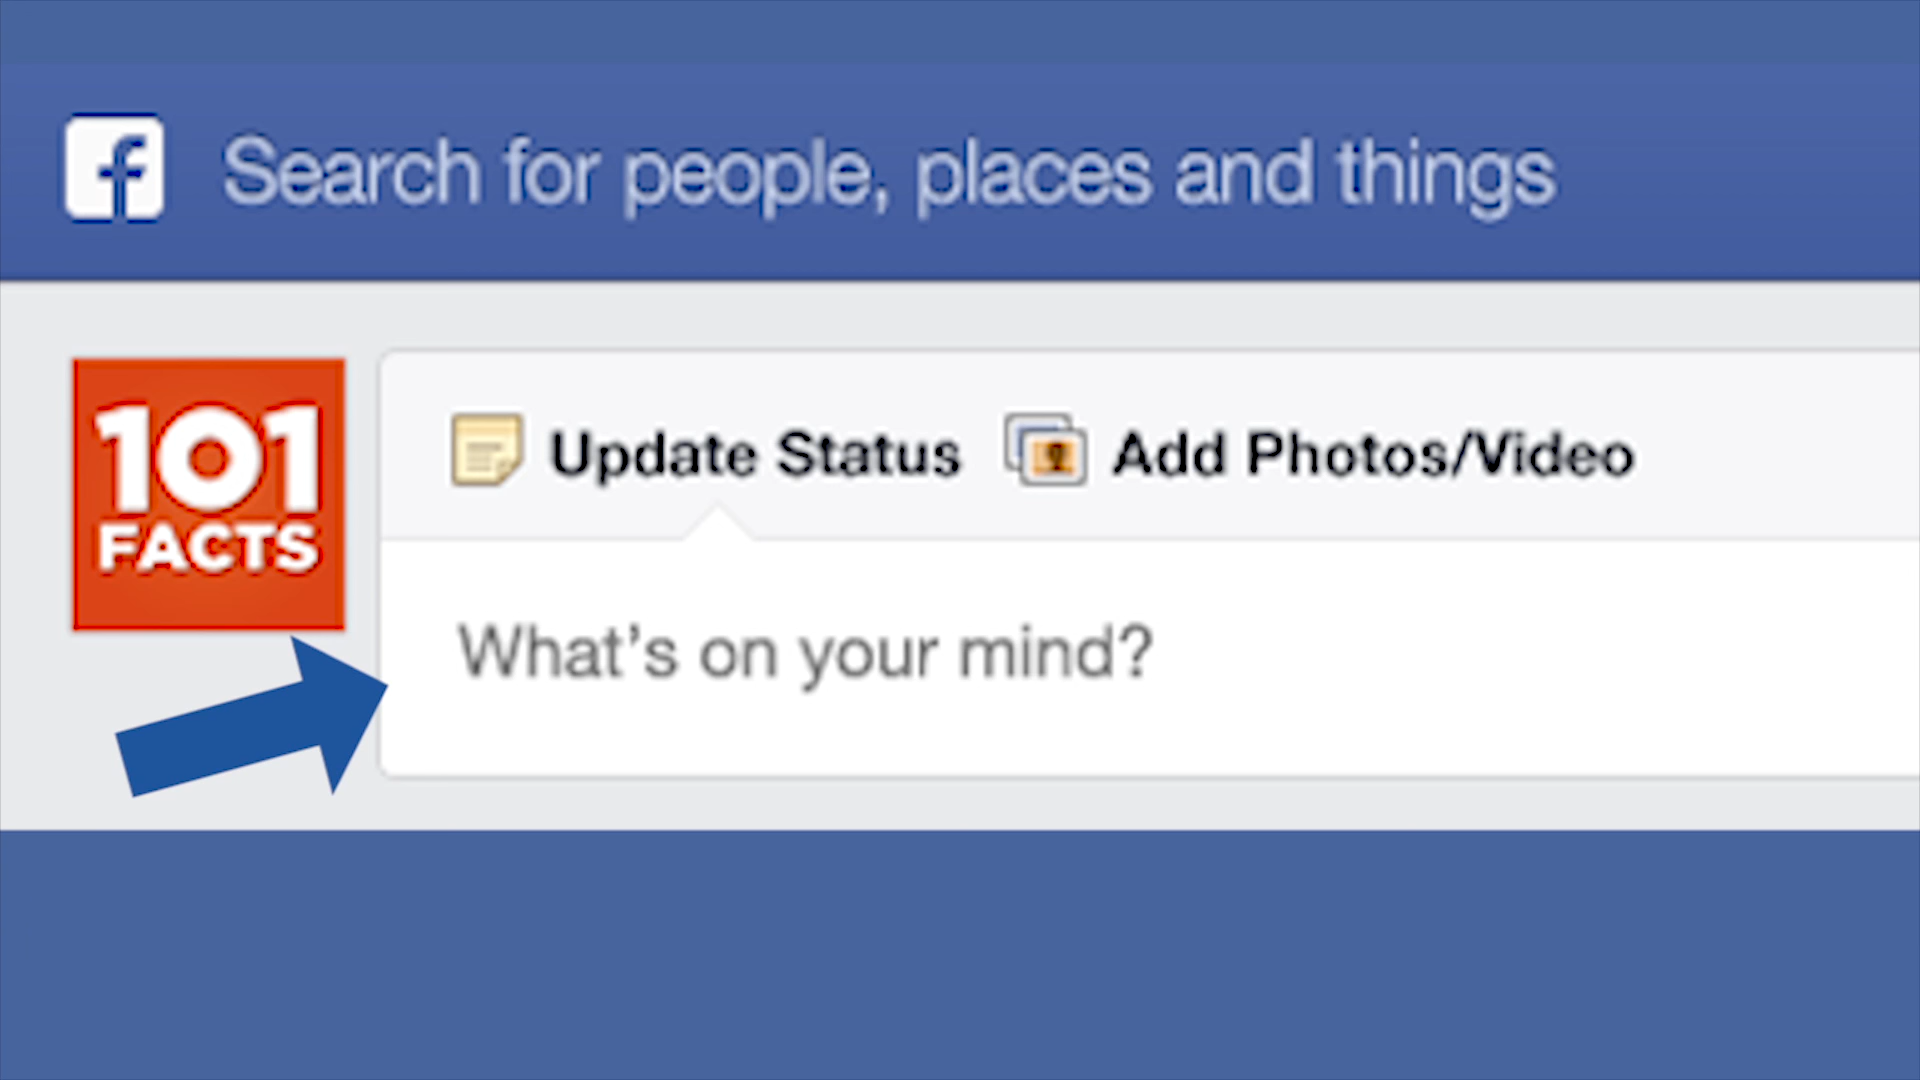 f Search for people, places and things
101
FACTS
Update Status Add Photos/Video
What's on your mind?